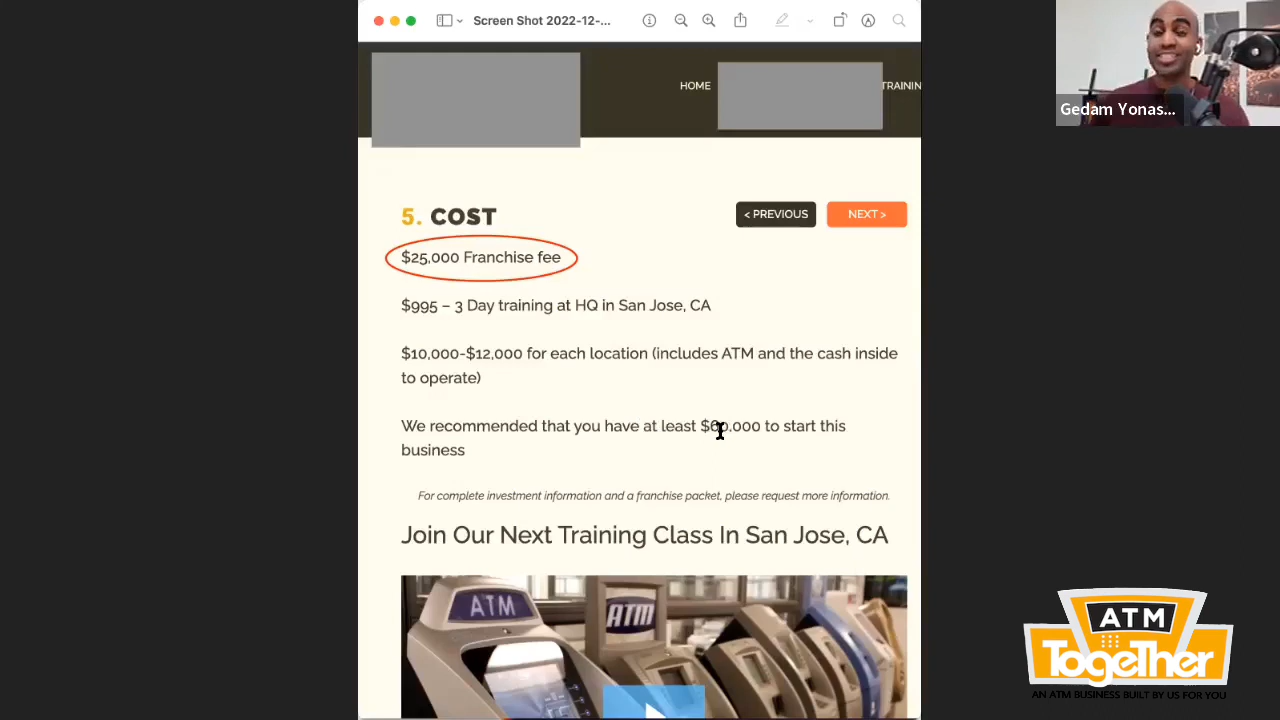 Screen Shot 2022-12-...
HOME
TRAININ
Gedam Yonas...
5. COST
< PREVIOUS
NEXT >
$25,000 Franchise fee
$995 – 3 Day training at HQ in San Jose, CA
$10,000-$12,000 for each location (includes ATM and the cash inside
to operate)
We recommended that you have at least $60.000 to start this
business
For complete investment information and a franchise packet, please request more information.
Join Our Next Training Class In San Jose, CA
ATM
ATM
ATM
TogeTher
AN ATM BUSINESS BUILT BY US FOR YOU